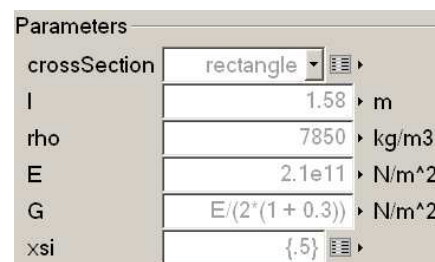 Parameters
crossSection rectangle
l 1.58 m
rho 7850 kg/m3
E 2.1e11 N/m^2
G E/(2*(1 + 0.3)) N/m^2
xsi {.5}